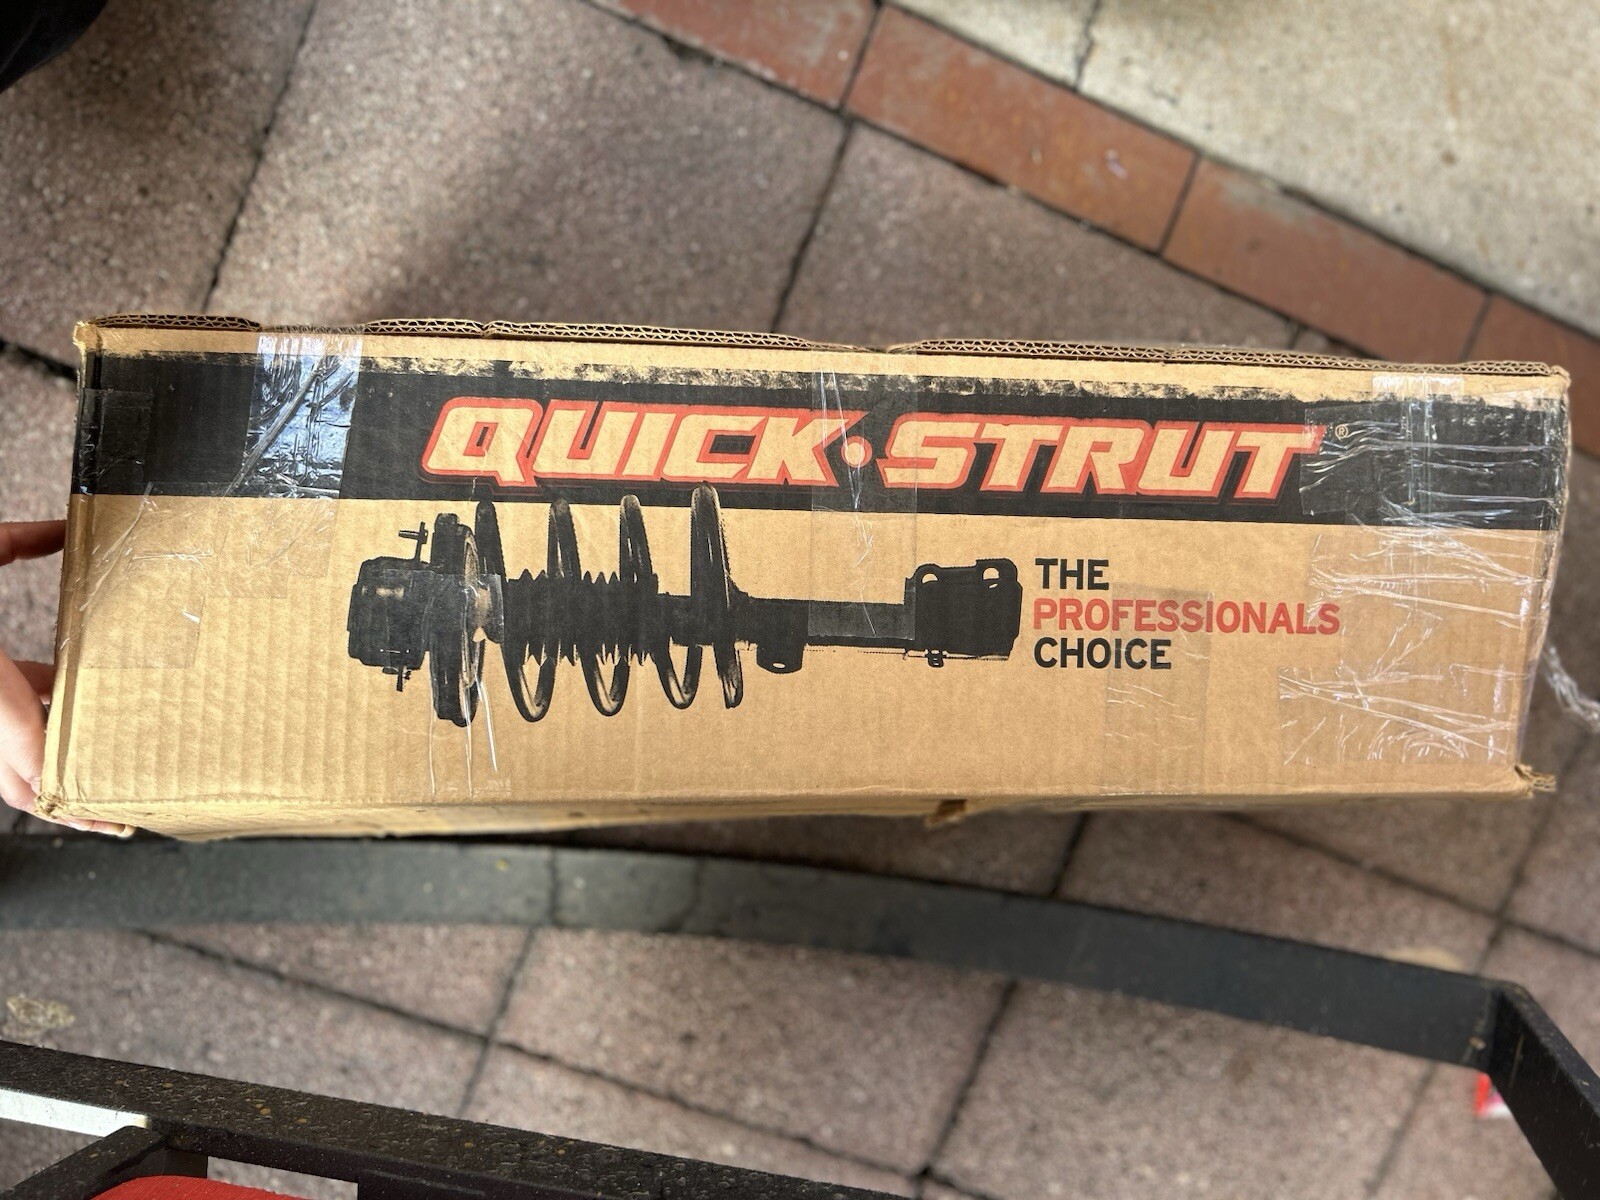 QUICK•STRUT®
THE
PROFESSIONALS
CHOICE